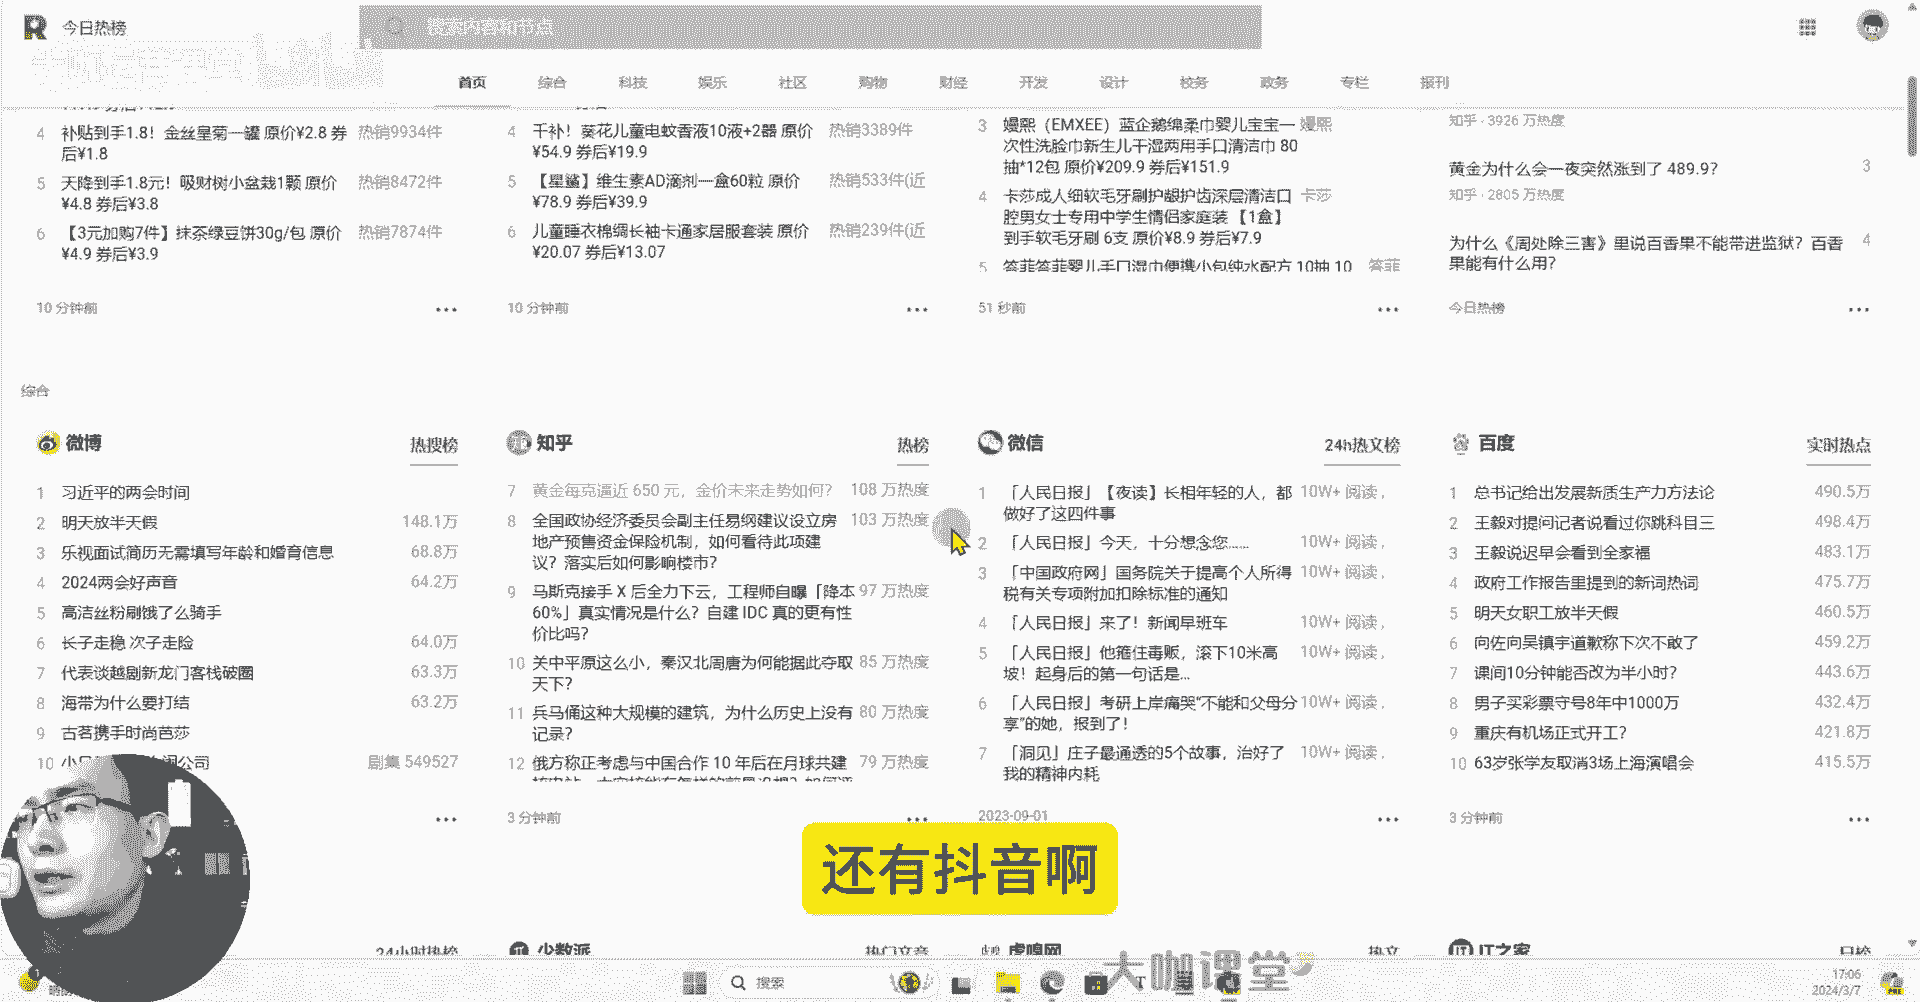 今日热榜
搜索内容和节点
首页 综合 科技 娱乐 社区 购物 财经 开发 设计 校务 政务 专栏 报刊
4 补贴到手1.8！金丝皇菊一罐 原价¥2.8 券 热销9934件
后¥1.8
5 天降到手1.8元！吸财树小盆栽1颗 原价 热销8472件
¥4.8 券后¥3.8
6 【3元加购7件】抹茶绿豆饼30g/包 原价 热销7874件
¥4.9 券后¥3.9
10 分钟前
4 千补！葵花儿童电蚊香液10液+2器 原价 热销3389件
¥54.9 券后¥19.9
5 【星鲨】维生素AD滴剂一盒60粒 原价 热销533件(近
¥78.9 券后¥39.9
6 儿童睡衣棉绸长袖卡通家居服套装 原价 热销239件(近
¥20.07 券后¥13.07
10 分钟前
3 嫚熙（EMXEE）蓝企鹅绵柔巾婴儿宝宝一 嫚熙
次性洗脸巾新生儿干湿两用手口清洁巾 80
抽*12包 原价¥209.9 券后¥151.9
4 卡莎成人细软毛牙刷护龈护齿深层清洁口 卡莎
腔男女士专用中学生情侣家庭装 【1盒】
到手软毛牙刷 6支 原价¥8.9 券后¥7.9
5 答菲答菲婴儿手口湿巾便携小包纯水配方 10抽 10 答菲
51 秒前
知乎 · 3926 万热度
黄金为什么会一夜突然涨到了 489.9? 3
知乎 · 2805 万热度
为什么《周处除三害》里说百香果不能带进监狱？百香 4
果能有什么用？
今日热榜
综合
微博 热搜榜
1 习近平的两会时间
2 明天放半天假 148.1万
3 乐视面试简历无需填写年龄和婚育信息 68.8万
4 2024两会好声音 64.2万
5 高洁丝粉刷饿了么骑手
6 长子走稳 次子走险 64.0万
7 代表谈越剧新龙门客栈破圈 63.3万
8 海带为什么要打结 63.2万
9 古茗携手时尚芭莎
10 剧集 549527
知乎 热榜
7 黄金每克逼近 650 元，金价未来走势如何？ 108 万热度
8 全国政协经济委员会副主任易纲建议设立房 103 万热度
地产预售资金保险机制，如何看待此项建
议？落实后如何影响楼市？
9 马斯克接手 X 后全力下云，工程师自曝「降本 97 万热度
60%」真实情况是什么？自建 IDC 真的更有性
价比吗？
10 关中平原这么小，秦汉北周唐为何能据此夺取 85 万热度
天下？
11 兵马俑这种大规模的建筑，为什么历史上没有 80 万热度
记录？
12 俄方称正考虑与中国合作 10 年后在月球共建 79 万热度
3 分钟前
微信 24h热文榜
1 「人民日报」【夜读】长相年轻的人，都 10W+ 阅读，
做好了这四件事
2 「人民日报」今天，十分想念您…… 10W+ 阅读，
3 「中国政府网」国务院关于提高个人所得 10W+ 阅读，
税有关专项附加扣除标准的通知
4 「人民日报」来了！新闻早班车 10W+ 阅读，
5 「人民日报」他箍住毒贩，滚下10米高 10W+ 阅读，
坡！起身后的第一句话是...
6 「人民日报」考研上岸痛哭“不能和父母分 10W+ 阅读，
享”的她，报到了！
7 「洞见」庄子最通透的5个故事，治好了 10W+ 阅读，
我的精神内耗
2023-09-01
百度 实时热点
1 总书记给出发展新质生产力方法论 490.5万
2 王毅对提问记者说看过你跳科目三 498.4万
3 王毅说迟早会看到全家福 483.1万
4 政府工作报告里提到的新词热词 475.7万
5 明天女职工放半天假 460.5万
6 向佐向吴镇宇道歉称下次不敢了 459.2万
7 课间10分钟能否改为半小时？ 443.6万
8 男子买彩票守号8年中1000万 432.4万
9 重庆有机场正式开工？ 421.8万
10 63岁张学友取消3场上海演唱会 415.5万
3 分钟前
还有抖音啊
24小时热榜
少数派 热门文章
虎嗅网 热文
IT之家 日榜
搜索
大咖课堂
17:06
2024/3/7